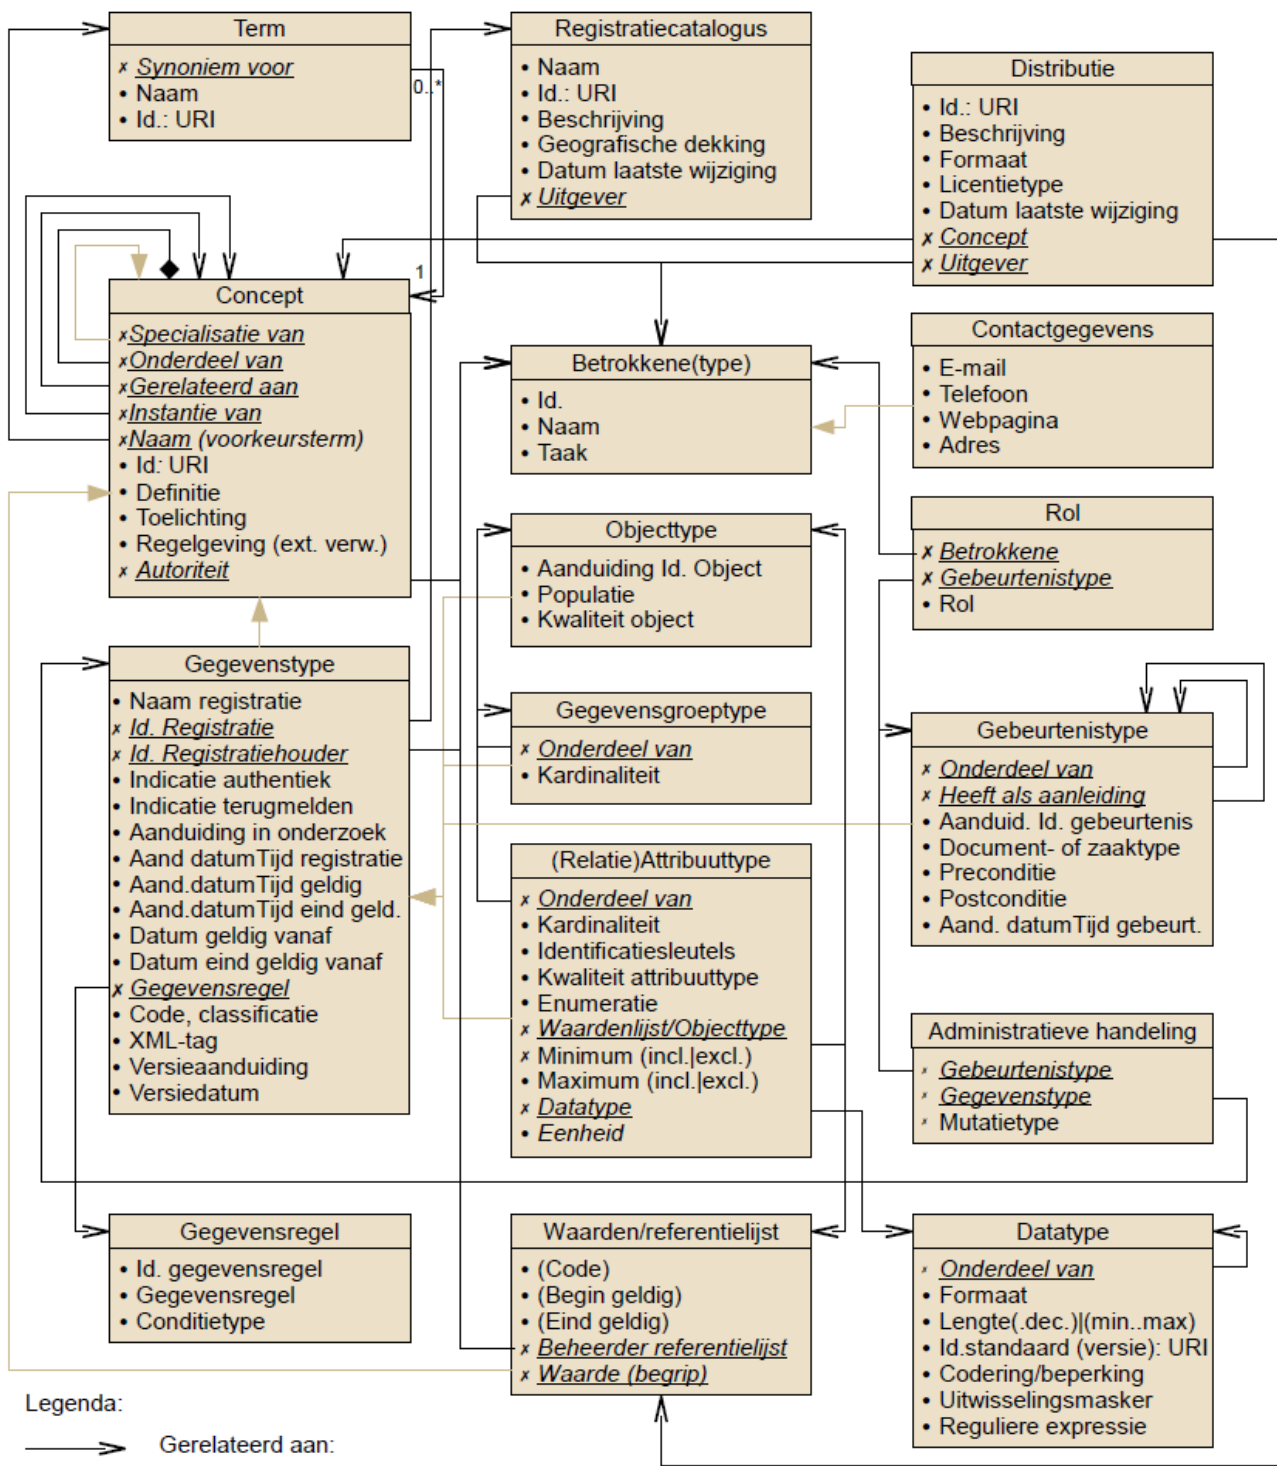 Term
x Synoniem voor
• Naam
• Id.: URI
0..*
Registratiecatalogus
• Naam
• Id.: URI
• Beschrijving
• Geografische dekking
• Datum laatste wijziging
x Uitgever
Distributie
• Id.: URI
• Beschrijving
• Formaat
• Licentietype
• Datum laatste wijziging
x Concept
x Uitgever
1
Concept
x Specialisatie van
x Onderdeel van
x Gerelateerd aan
x Instantie van
x Naam (voorkeursterm)
• Id: URI
• Definitie
• Toelichting
• Regelgeving (ext. verw.)
x Autoriteit
Betrokkene(type)
• Id.
• Naam
• Taak
Contactgegevens
• E-mail
• Telefoon
• Webpagina
• Adres
Objecttype
• Aanduiding Id. Object
• Populatie
• Kwaliteit object
Rol
x Betrokkene
x Gebeurtenistype
• Rol
Gegevenstype
• Naam registratie
x Id. Registratie
x Id. Registratiehouder
• Indicatie authentiek
• Indicatie terugmelden
• Aanduiding in onderzoek
• Aand datumTijd registratie
• Aand.datumTijd geldig
• Aand.datumTijd eind geld.
• Datum geldig vanaf
• Datum eind geldig vanaf
x Gegevensregel
• Code, classificatie
• XML-tag
• Versieaanduiding
• Versiedatum
Gegevensgroeptype
x Onderdeel van
• Kardinaliteit
Gebeurtenistype
x Onderdeel van
x Heeft als aanleiding
• Aanduid. Id. gebeurtenis
• Document- of zaaktype
• Preconditie
• Postconditie
• Aand. datumTijd gebeurt.
(Relatie)Attribuuttype
x Onderdeel van
• Kardinaliteit
• Identificatiesleutels
• Kwaliteit attribuuttype
• Enumeratie
x Waardenlijst/Objecttype
x Minimum (incl.|excl.)
• Maximum (incl.|excl.)
x Datatype
• Eenheid
Administratieve handeling
x Gebeurtenistype
x Gegevenstype
x Mutatietype
Gegevensregel
• Id. gegevensregel
• Gegevensregel
• Conditietype
Waarden/referentielijst
• (Code)
• (Begin geldig)
• (Eind geldig)
x Beheerder referentielijst
x Waarde (begrip)
Datatype
x Onderdeel van
• Formaat
• Lengte(.dec.)|(min..max)
• Id.standaard (versie): URI
• Codering/beperking
• Uitwisselingsmasker
• Reguliere expressie
Legenda:
Gerelateerd aan: